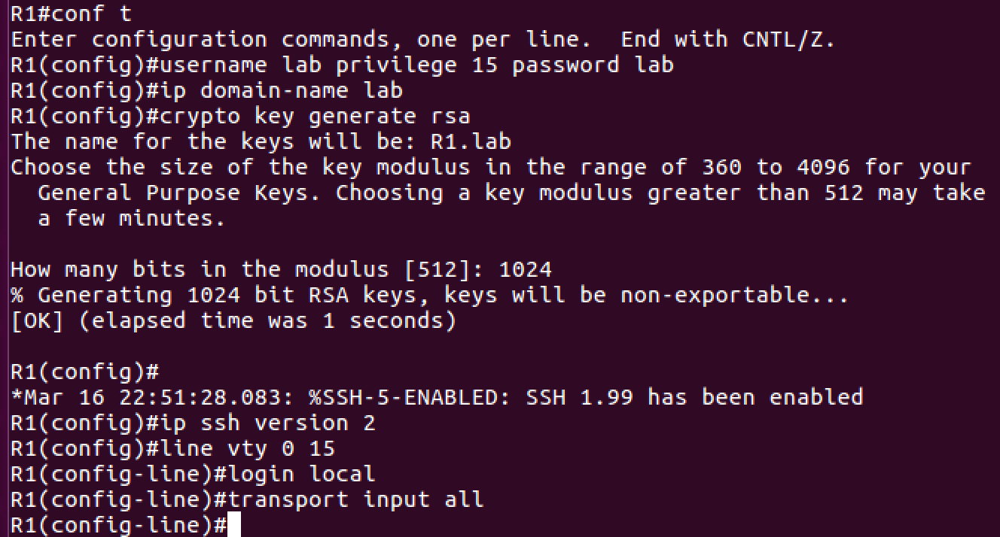 R1#conf t
Enter configuration commands, one per line.  End with CNTL/Z.
R1(config)#username lab privilege 15 password lab
R1(config)#ip domain-name lab
R1(config)#crypto key generate rsa
The name for the keys will be: R1.lab
Choose the size of the key modulus in the range of 360 to 4096 for your
  General Purpose Keys. Choosing a key modulus greater than 512 may take
  a few minutes.

How many bits in the modulus [512]: 1024
% Generating 1024 bit RSA keys, keys will be non-exportable...
[OK] (elapsed time was 1 seconds)

R1(config)#
*Mar 16 22:51:28.083: %SSH-5-ENABLED: SSH 1.99 has been enabled
R1(config)#ip ssh version 2
R1(config)#line vty 0 15
R1(config-line)#login local
R1(config-line)#transport input all
R1(config-line)#